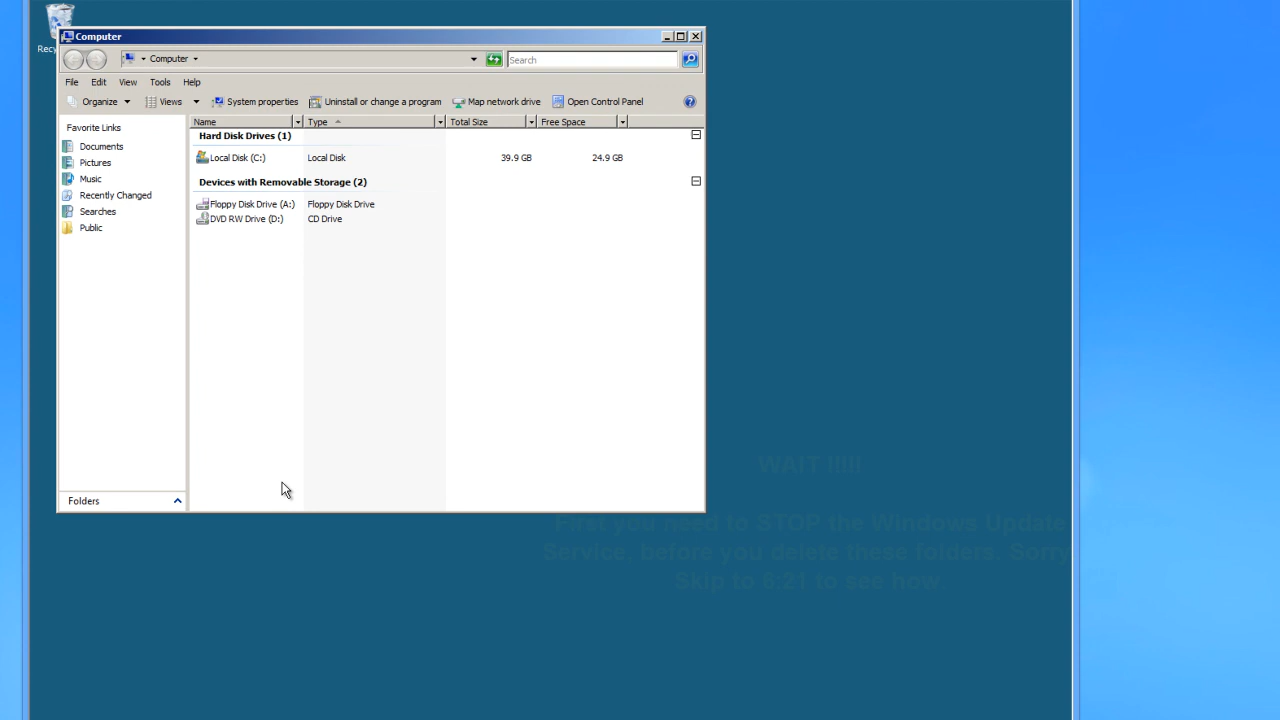 Recy
Computer
Computer
Search
File Edit View Tools Help
Organize Views System properties Uninstall or change a program Map network drive Open Control Panel
Favorite Links
Documents
Pictures
Music
Recently Changed
Searches
Public
Folders
Name Type Total Size Free Space
Hard Disk Drives (1)
Local Disk (C:) Local Disk 39.9 GB 24.9 GB
Devices with Removable Storage (2)
Floppy Disk Drive (A:) Floppy Disk Drive
DVD RW Drive (D:) CD Drive
WAIT !!!!!
First you need to STOP the Windows Update
Service, before you delete these folders. Sorry
Skip to 6:21 to see how